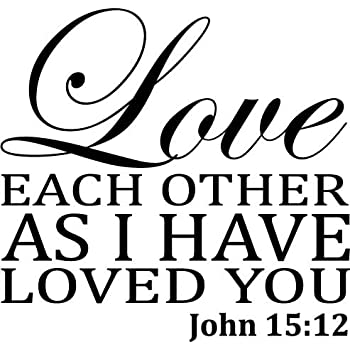 Love
EACH OTHER
AS I HAVE
LOVED YOU
John 15:12